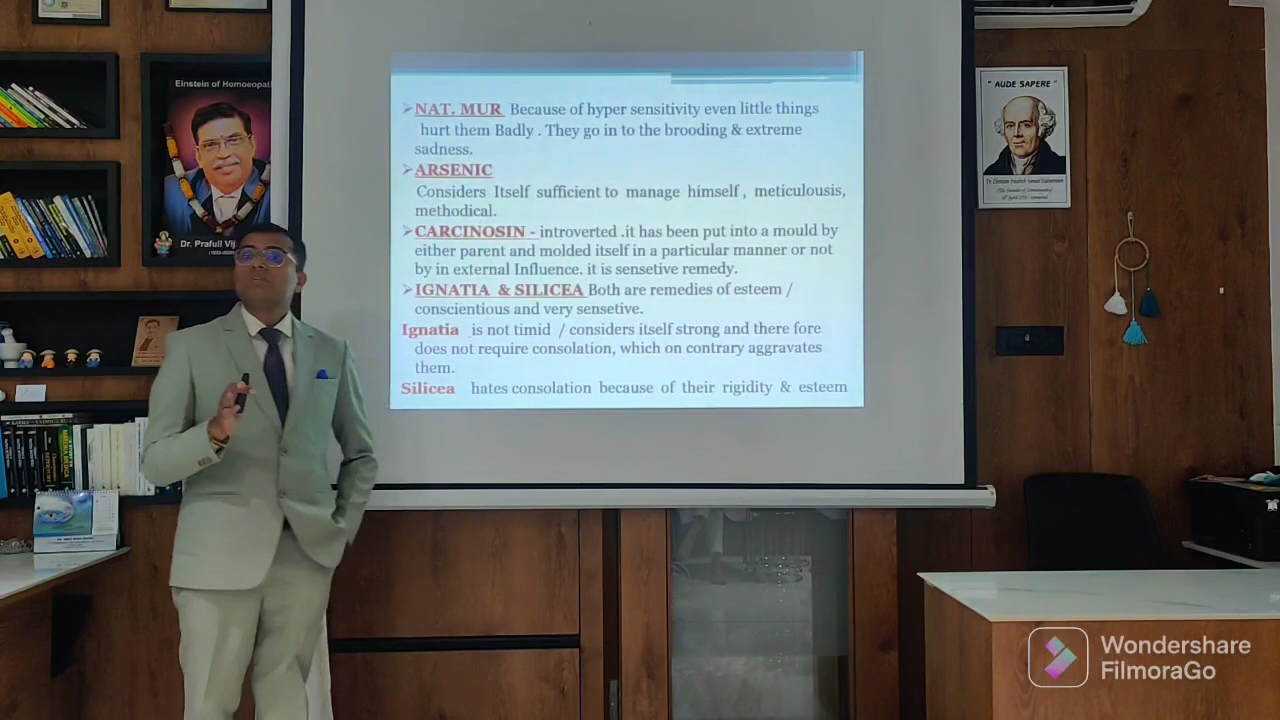 Einstein of Homoeopat
Dr. Prafull Vij
" AUDE SAPERE "
➢NAT. MUR Because of hyper sensitivity even little things
hurt them Badly . They go in to the brooding & extreme
sadness.
➢ARSENIC
Considers Itself sufficient to manage himself , meticulousis,
methodical.
➢CARCINOSIN - introverted .it has been put into a mould by
either parent and molded itself in a particular manner or not
by in external Influence. it is sensetive remedy.
➢IGNATIA & SILICEA Both are remedies of esteem /
conscientious and very sensetive.
Ignatia is not timid / considers itself strong and there fore
does not require consolation, which on contrary aggravates
them.
Silicea hates consolation because of their rigidity & esteem
Wondershare
FilmoraGo